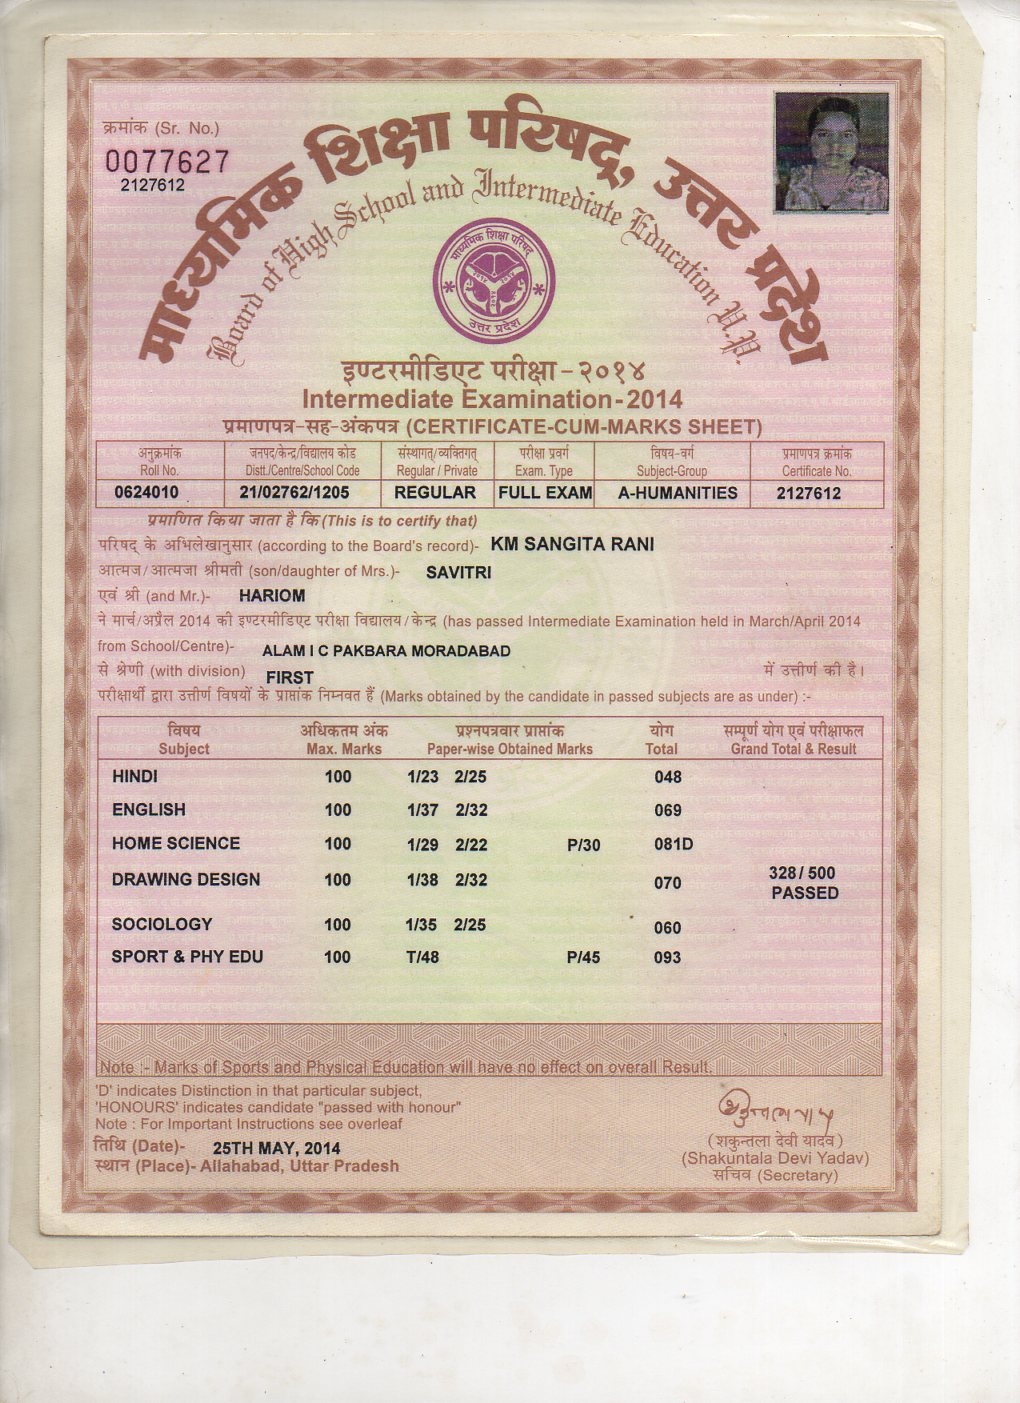 क्रमांक (Sr. No.)
0077627
2127612
माध्यमिक शिक्षा परिषद्, उत्तर प्रदेश
Board of High School and Intermediate Education U.P.
माध्यमिक शिक्षा परिषद्
उत्तर प्रदेश
इण्टरमीडिएट परीक्षा-२०१४
Intermediate Examination-2014
प्रमाणपत्र-सह-अंकपत्र (CERTIFICATE-CUM-MARKS SHEET)
अनुक्रमांक जनपद/केन्द्र/विद्यालय कोड संस्थागत्/व्यक्तिगत् परीक्षा प्रवर्ग विषय-वर्ग प्रमाणपत्र क्रमांक
Roll No. Distt./Centre/School Code Regular / Private Exam. Type Subject-Group Certificate No.
0624010 21/02762/1205 REGULAR FULL EXAM A-HUMANITIES 2127612
प्रमाणित किया जाता है कि (This is to certify that)
परिषद् के अभिलेखानुसार (according to the Board's record)- KM SANGITA RANI
आत्मज/आत्मजा श्रीमती (son/daughter of Mrs.)- SAVITRI
एवं श्री (and Mr.)- HARIOM
ने मार्च/अप्रैल 2014 की इण्टरमीडिएट परीक्षा विद्यालय/केन्द्र (has passed Intermediate Examination held in March/April 2014
from School/Centre)- ALAM I C PAKBARA MORADABAD
से श्रेणी (with division) FIRST में उत्तीर्ण की है।
परीक्षार्थी द्वारा उत्तीर्ण विषयों के प्राप्तांक निम्नवत हैं (Marks obtained by the candidate in passed subjects are as under) :-
विषय अधिकतम अंक प्रश्नपत्रवार प्राप्तांक योग सम्पूर्ण योग एवं परीक्षाफल
Subject Max. Marks Paper-wise Obtained Marks Total Grand Total & Result
HINDI 100 1/23 2/25 048
ENGLISH 100 1/37 2/32 069
HOME SCIENCE 100 1/29 2/22 P/30 081D
DRAWING DESIGN 100 1/38 2/32 070 328/ 500
PASSED
SOCIOLOGY 100 1/35 2/25 060
SPORT & PHY EDU 100 T/48 P/45 093
Note :- Marks of Sports and Physical Education will have no effect on overall Result.
'D' indicates Distinction in that particular subject,
'HONOURS' indicates candidate "passed with honour"
Note : For Important Instructions see overleaf
तिथि (Date)- 25TH MAY, 2014
स्थान (Place)- Allahabad, Uttar Pradesh
(शकुन्तला देवी यादव)
(Shakuntala Devi Yadav)
सचिव (Secretary)